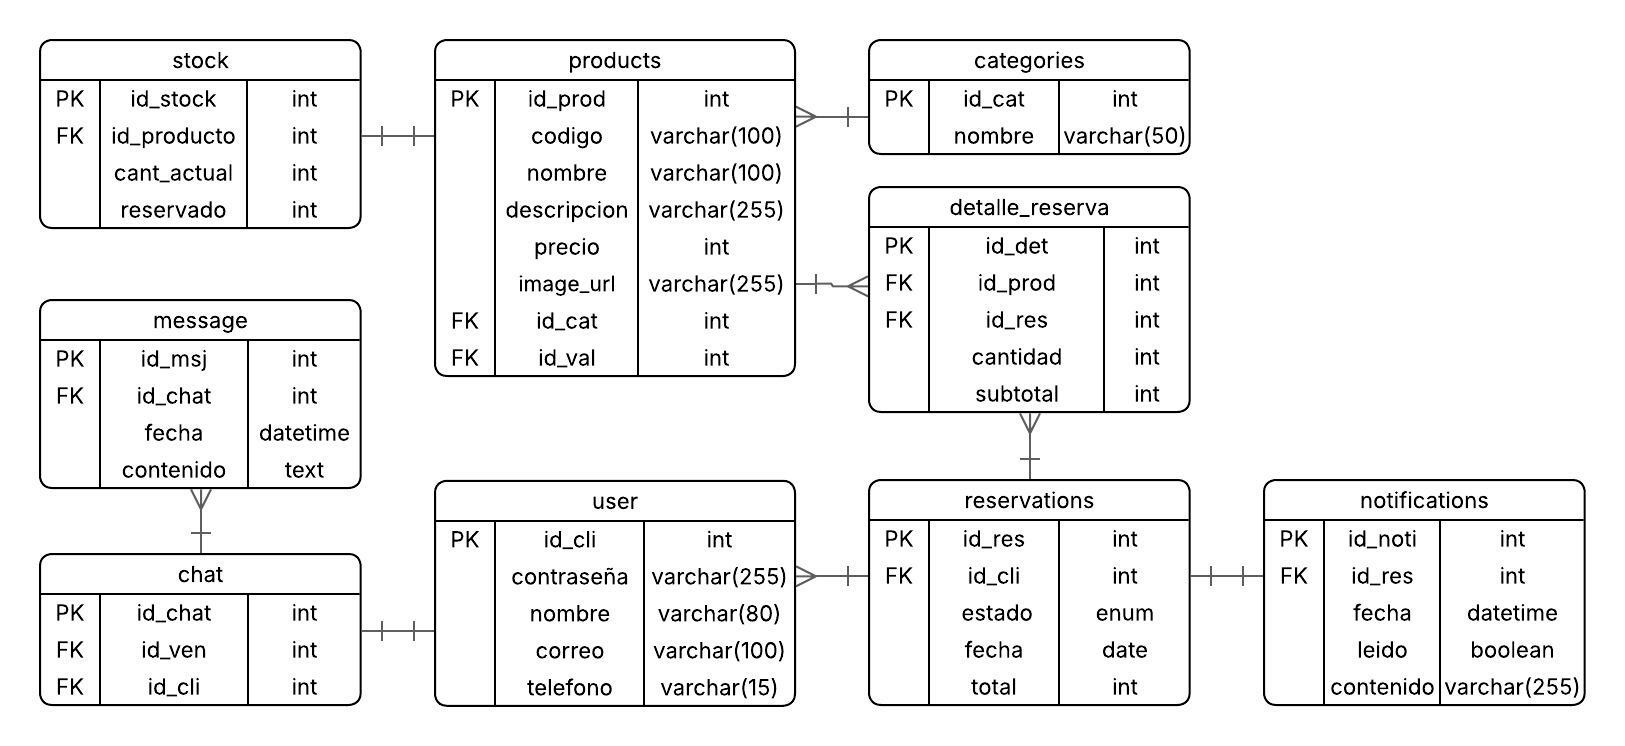 stock
PK id_stock int
FK id_producto int
cant_actual int
reservado int
products
PK id_prod int
codigo varchar(100)
nombre varchar(100)
descripcion varchar(255)
precio int
image_url varchar(255)
FK id_cat int
FK id_val int
categories
PK id_cat int
nombre varchar(50)
detalle_reserva
PK id_det int
FK id_prod int
FK id_res int
cantidad int
subtotal int
message
PK id_msj int
FK id_chat int
fecha datetime
contenido text
chat
PK id_chat int
FK id_ven int
FK id_cli int
user
PK id_cli int
contraseña varchar(255)
nombre varchar(80)
correo varchar(100)
telefono varchar(15)
reservations
PK id_res int
FK id_cli int
estado enum
fecha date
total int
notifications
PK id_noti int
FK id_res int
fecha datetime
leido boolean
contenido varchar(255)